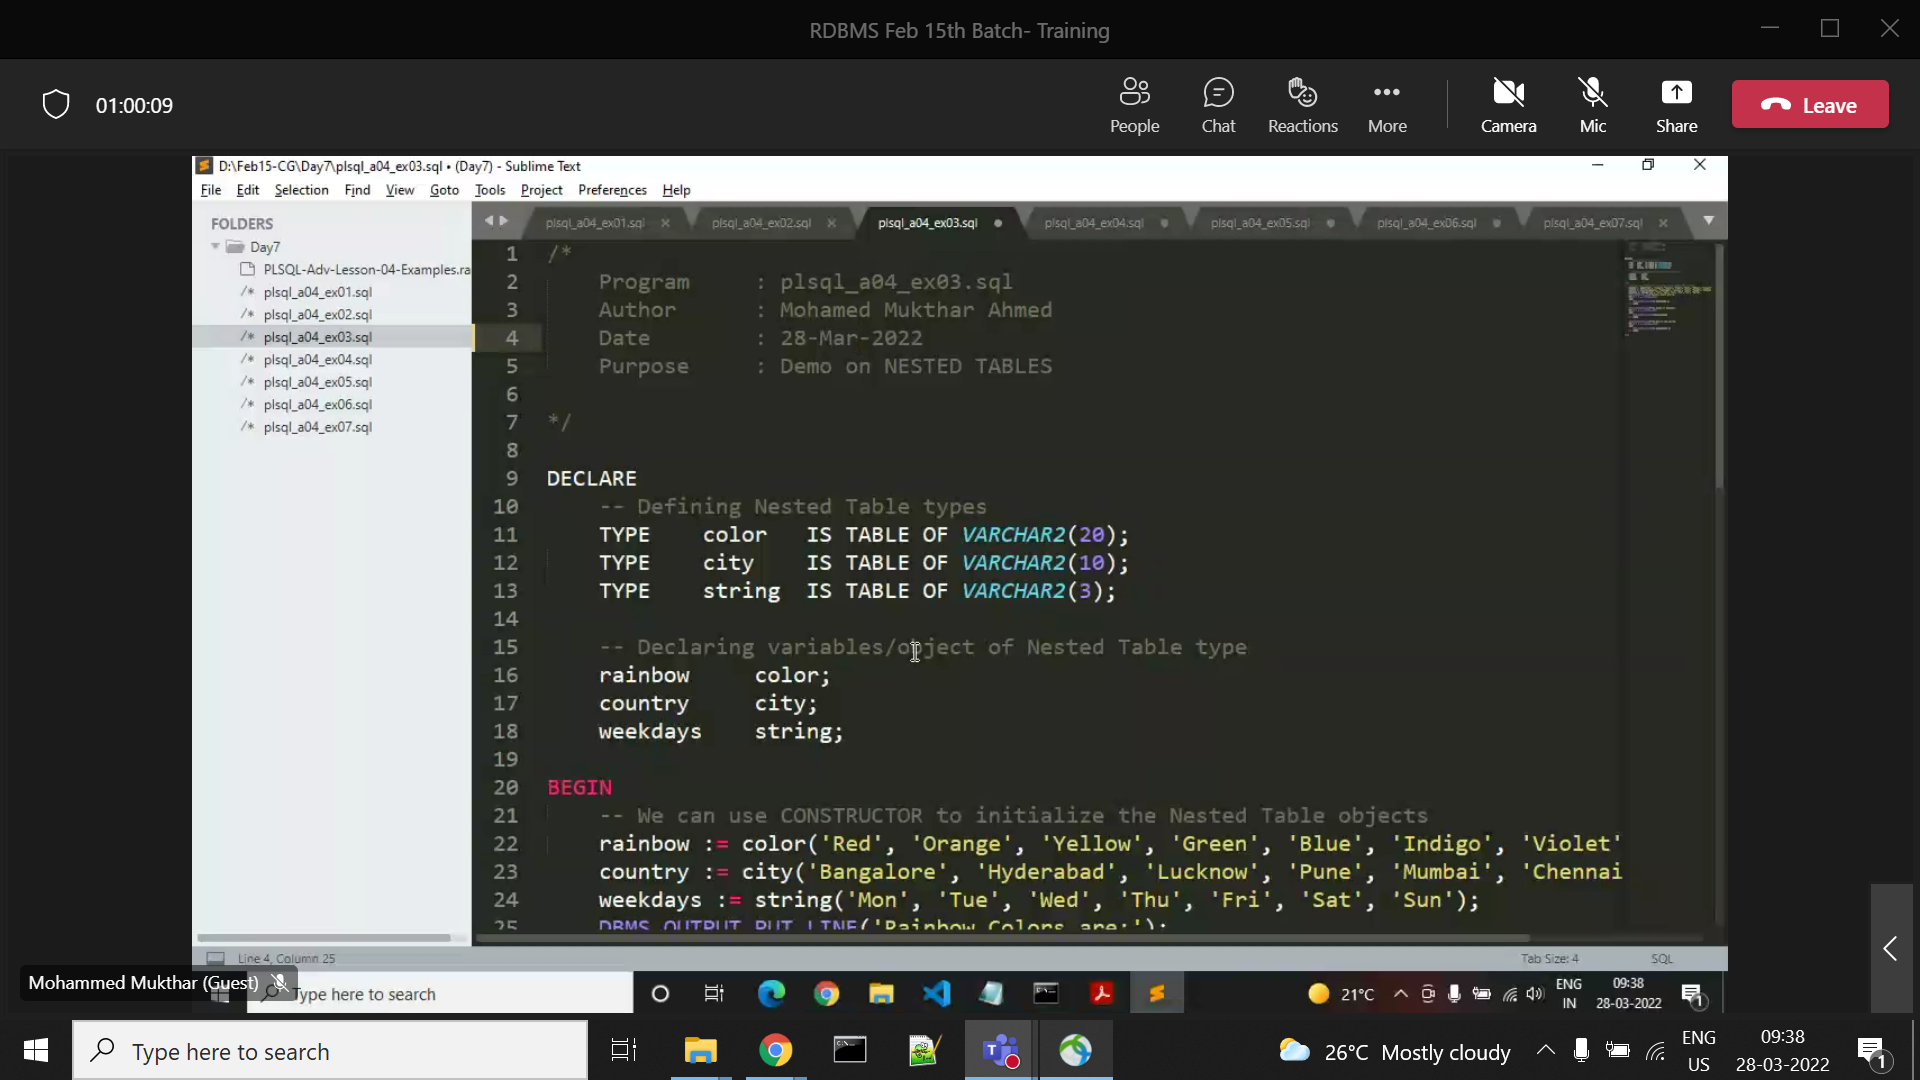 RDBMS Feb 15th Batch- Training
01:00:09
People
Chat
Reactions
More
Camera
Mic
Share
Leave
D:\Feb15-CG\Day7\plsql_a04_ex03.sql • (Day7) - Sublime Text
File Edit Selection Find View Goto Tools Project Preferences Help
FOLDERS
Day7
PLSQL-Adv-Lesson-04-Examples.ra
/* plsql_a04_ex01.sql
/* plsql_a04_ex02.sql
/* plsql_a04_ex03.sql
/* plsql_a04_ex04.sql
/* plsql_a04_ex05.sql
/* plsql_a04_ex06.sql
/* plsql_a04_ex07.sql
plsql_a04_ex01.sql plsql_a04_ex02.sql plsql_a04_ex03.sql plsql_a04_ex04.sql plsql_a04_ex05.sql plsql_a04_ex06.sql plsql_a04_ex07.sql
1 /*
2 Program : plsql_a04_ex03.sql
3 Author : Mohamed Mukthar Ahmed
4 Date : 28-Mar-2022
5 Purpose : Demo on NESTED TABLES
6
7 */
8
9 DECLARE
10 -- Defining Nested Table types
11 TYPE color IS TABLE OF VARCHAR2(20);
12 TYPE city IS TABLE OF VARCHAR2(10);
13 TYPE string IS TABLE OF VARCHAR2(3);
14
15 -- Declaring variables/object of Nested Table type
16 rainbow color;
17 country city;
18 weekdays string;
19
20 BEGIN
21 -- We can use CONSTRUCTOR to initialize the Nested Table objects
22 rainbow := color('Red', 'Orange', 'Yellow', 'Green', 'Blue', 'Indigo', 'Violet'
23 country := city('Bangalore', 'Hyderabad', 'Lucknow', 'Pune', 'Mumbai', 'Chennai
24 weekdays := string('Mon', 'Tue', 'Wed', 'Thu', 'Fri', 'Sat', 'Sun');
25 DBMS_OUTPUT.PUT_LINE('Rainbow Colors are:');
Line 4, Column 25
Tab Size: 4
SQL
Mohammed Mukthar (Guest)
Type here to search
21°C
ENG
IN
09:38
28-03-2022
1
Type here to search
26°C Mostly cloudy
ENG
US
09:38
28-03-2022
1